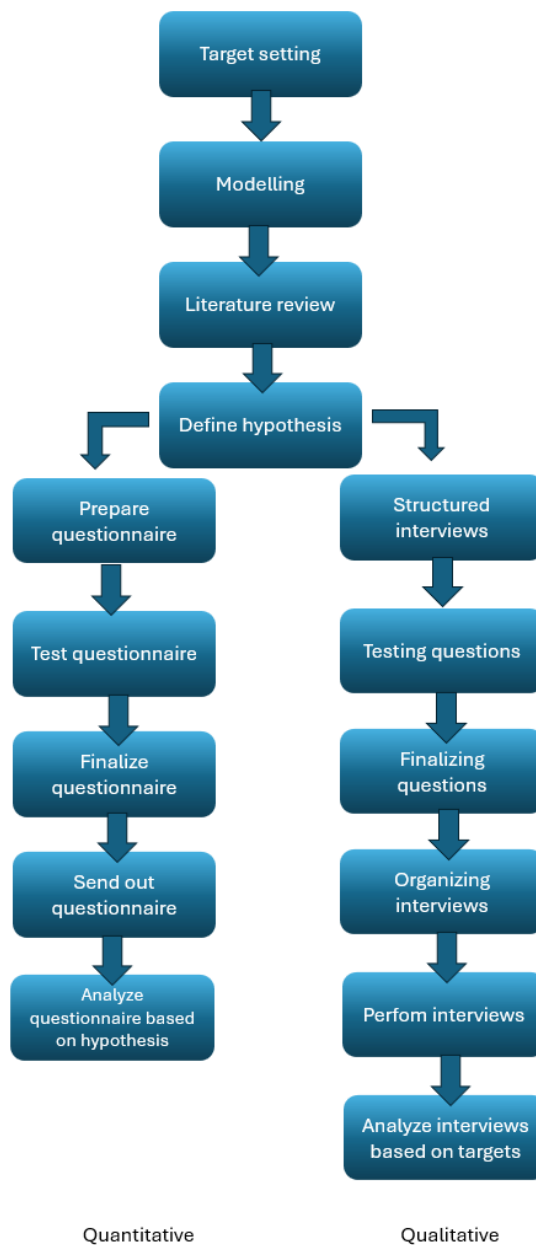 Target setting
Modelling
Literature review
Define hypothesis
Prepare
questionnaire
Test questionnaire
Finalize
questionnaire
Send out
questionnaire
Analyze
questionnaire based
on hypothesis
Structured
interviews
Testing questions
Finalizing
questions
Organizing
interviews
Perfom interviews
Analyze interviews
based on targets
Quantitative
Qualitative